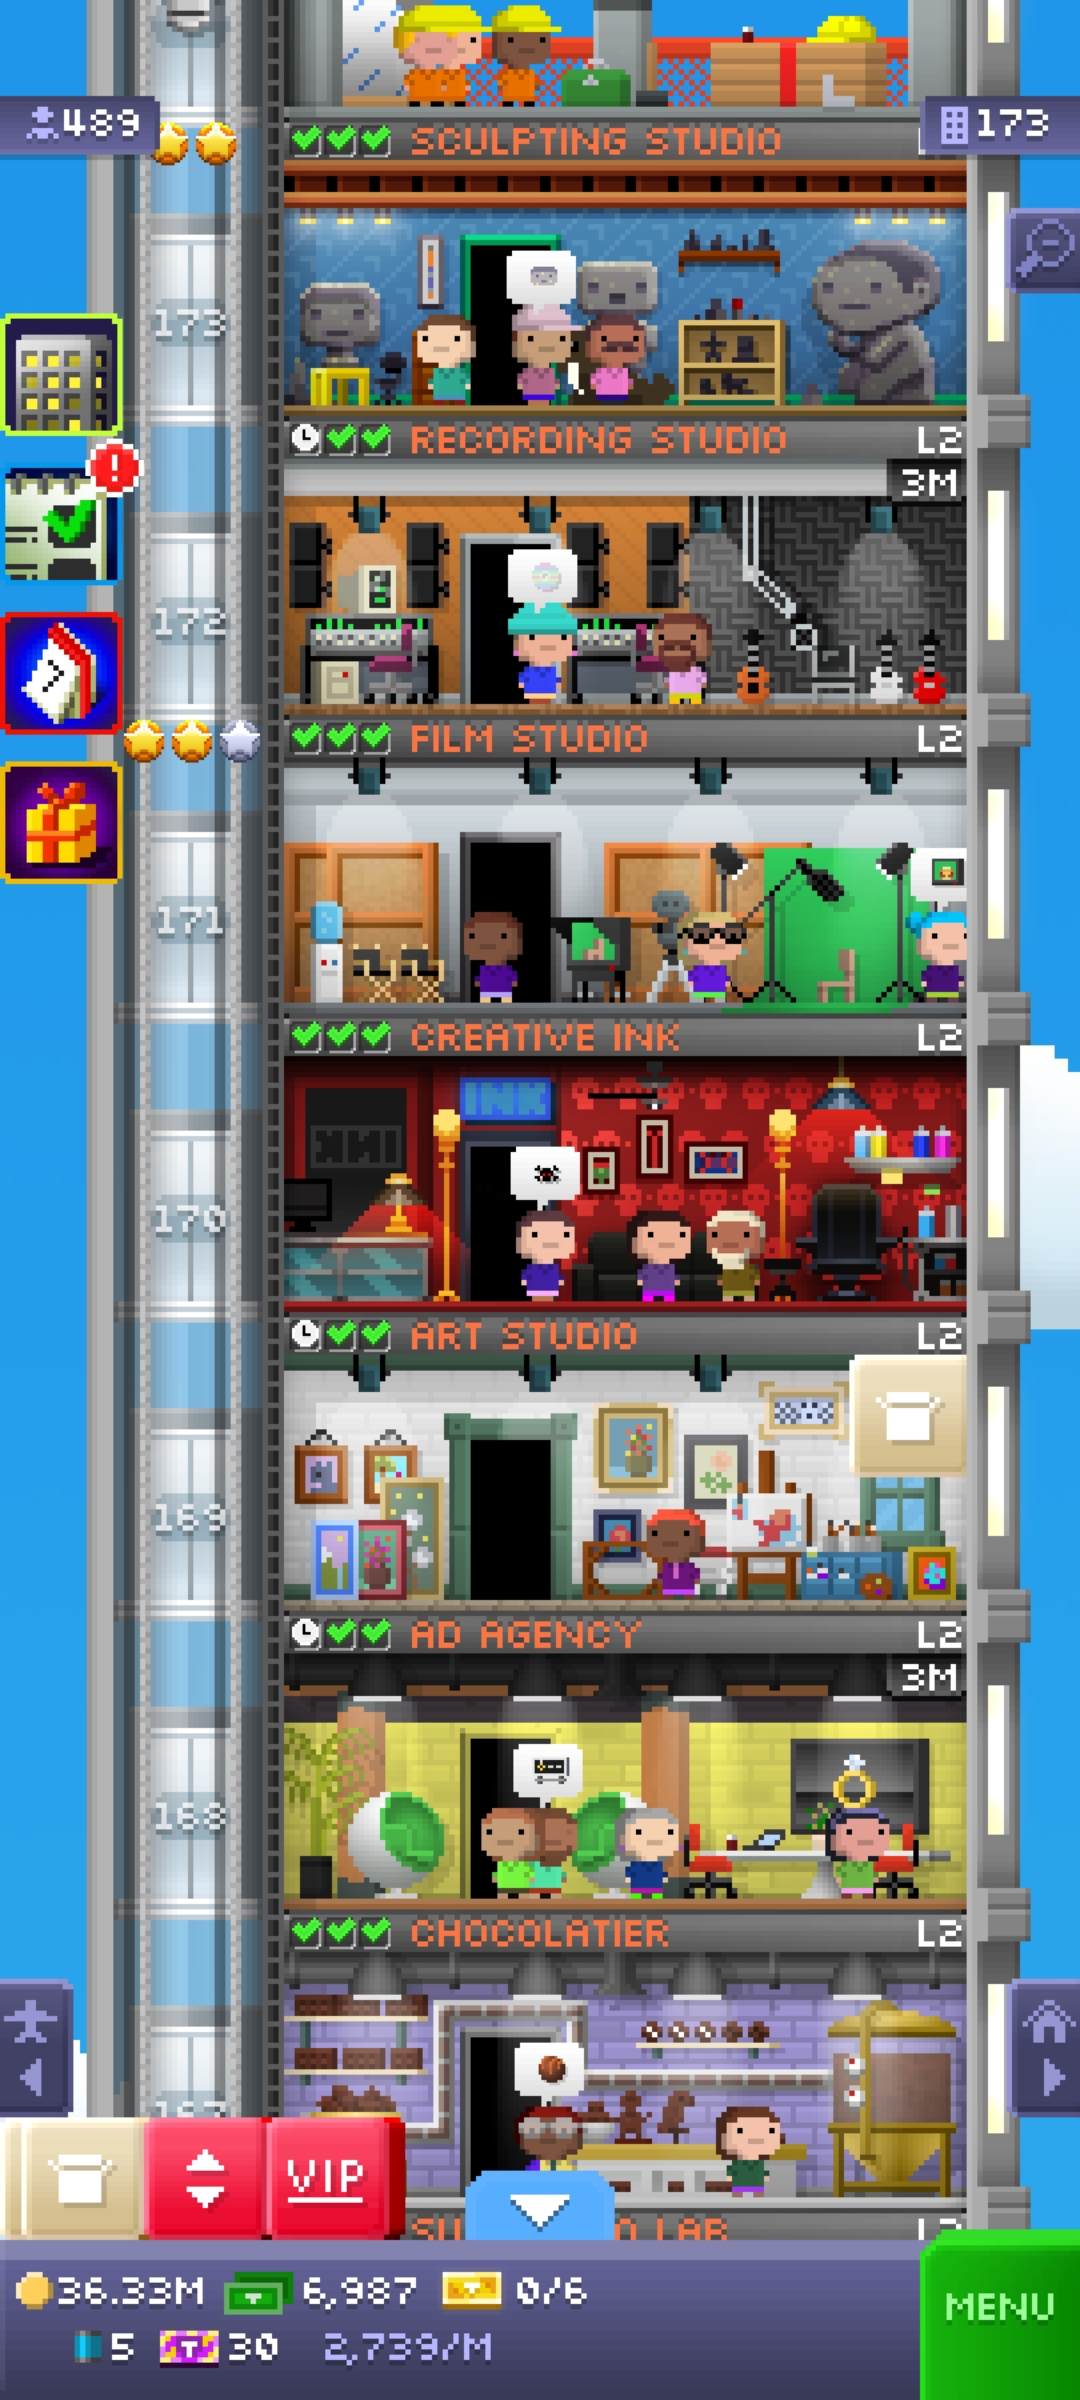 489
173
SCULPTING STUDIO
173
RECORDING STUDIO L2
3M
172
FILM STUDIO L2
171
CREATIVE INK L2
INK
170
ART STUDIO L2
169
AD AGENCY L2
3M
168
CHOCOLATIER L2
VIP
LAB
36.33M 6,987 0/6
5 30 2,739/M
MENU